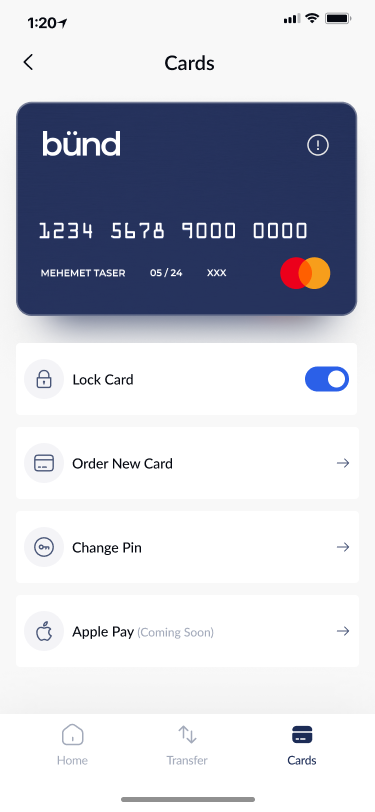 1:20
Cards
bünd
1234 5678 9000 0000
MEHEMET TASER 05 / 24 XXX
Lock Card
Order New Card
Change Pin
Apple Pay (Coming Soon)
Home Transfer Cards